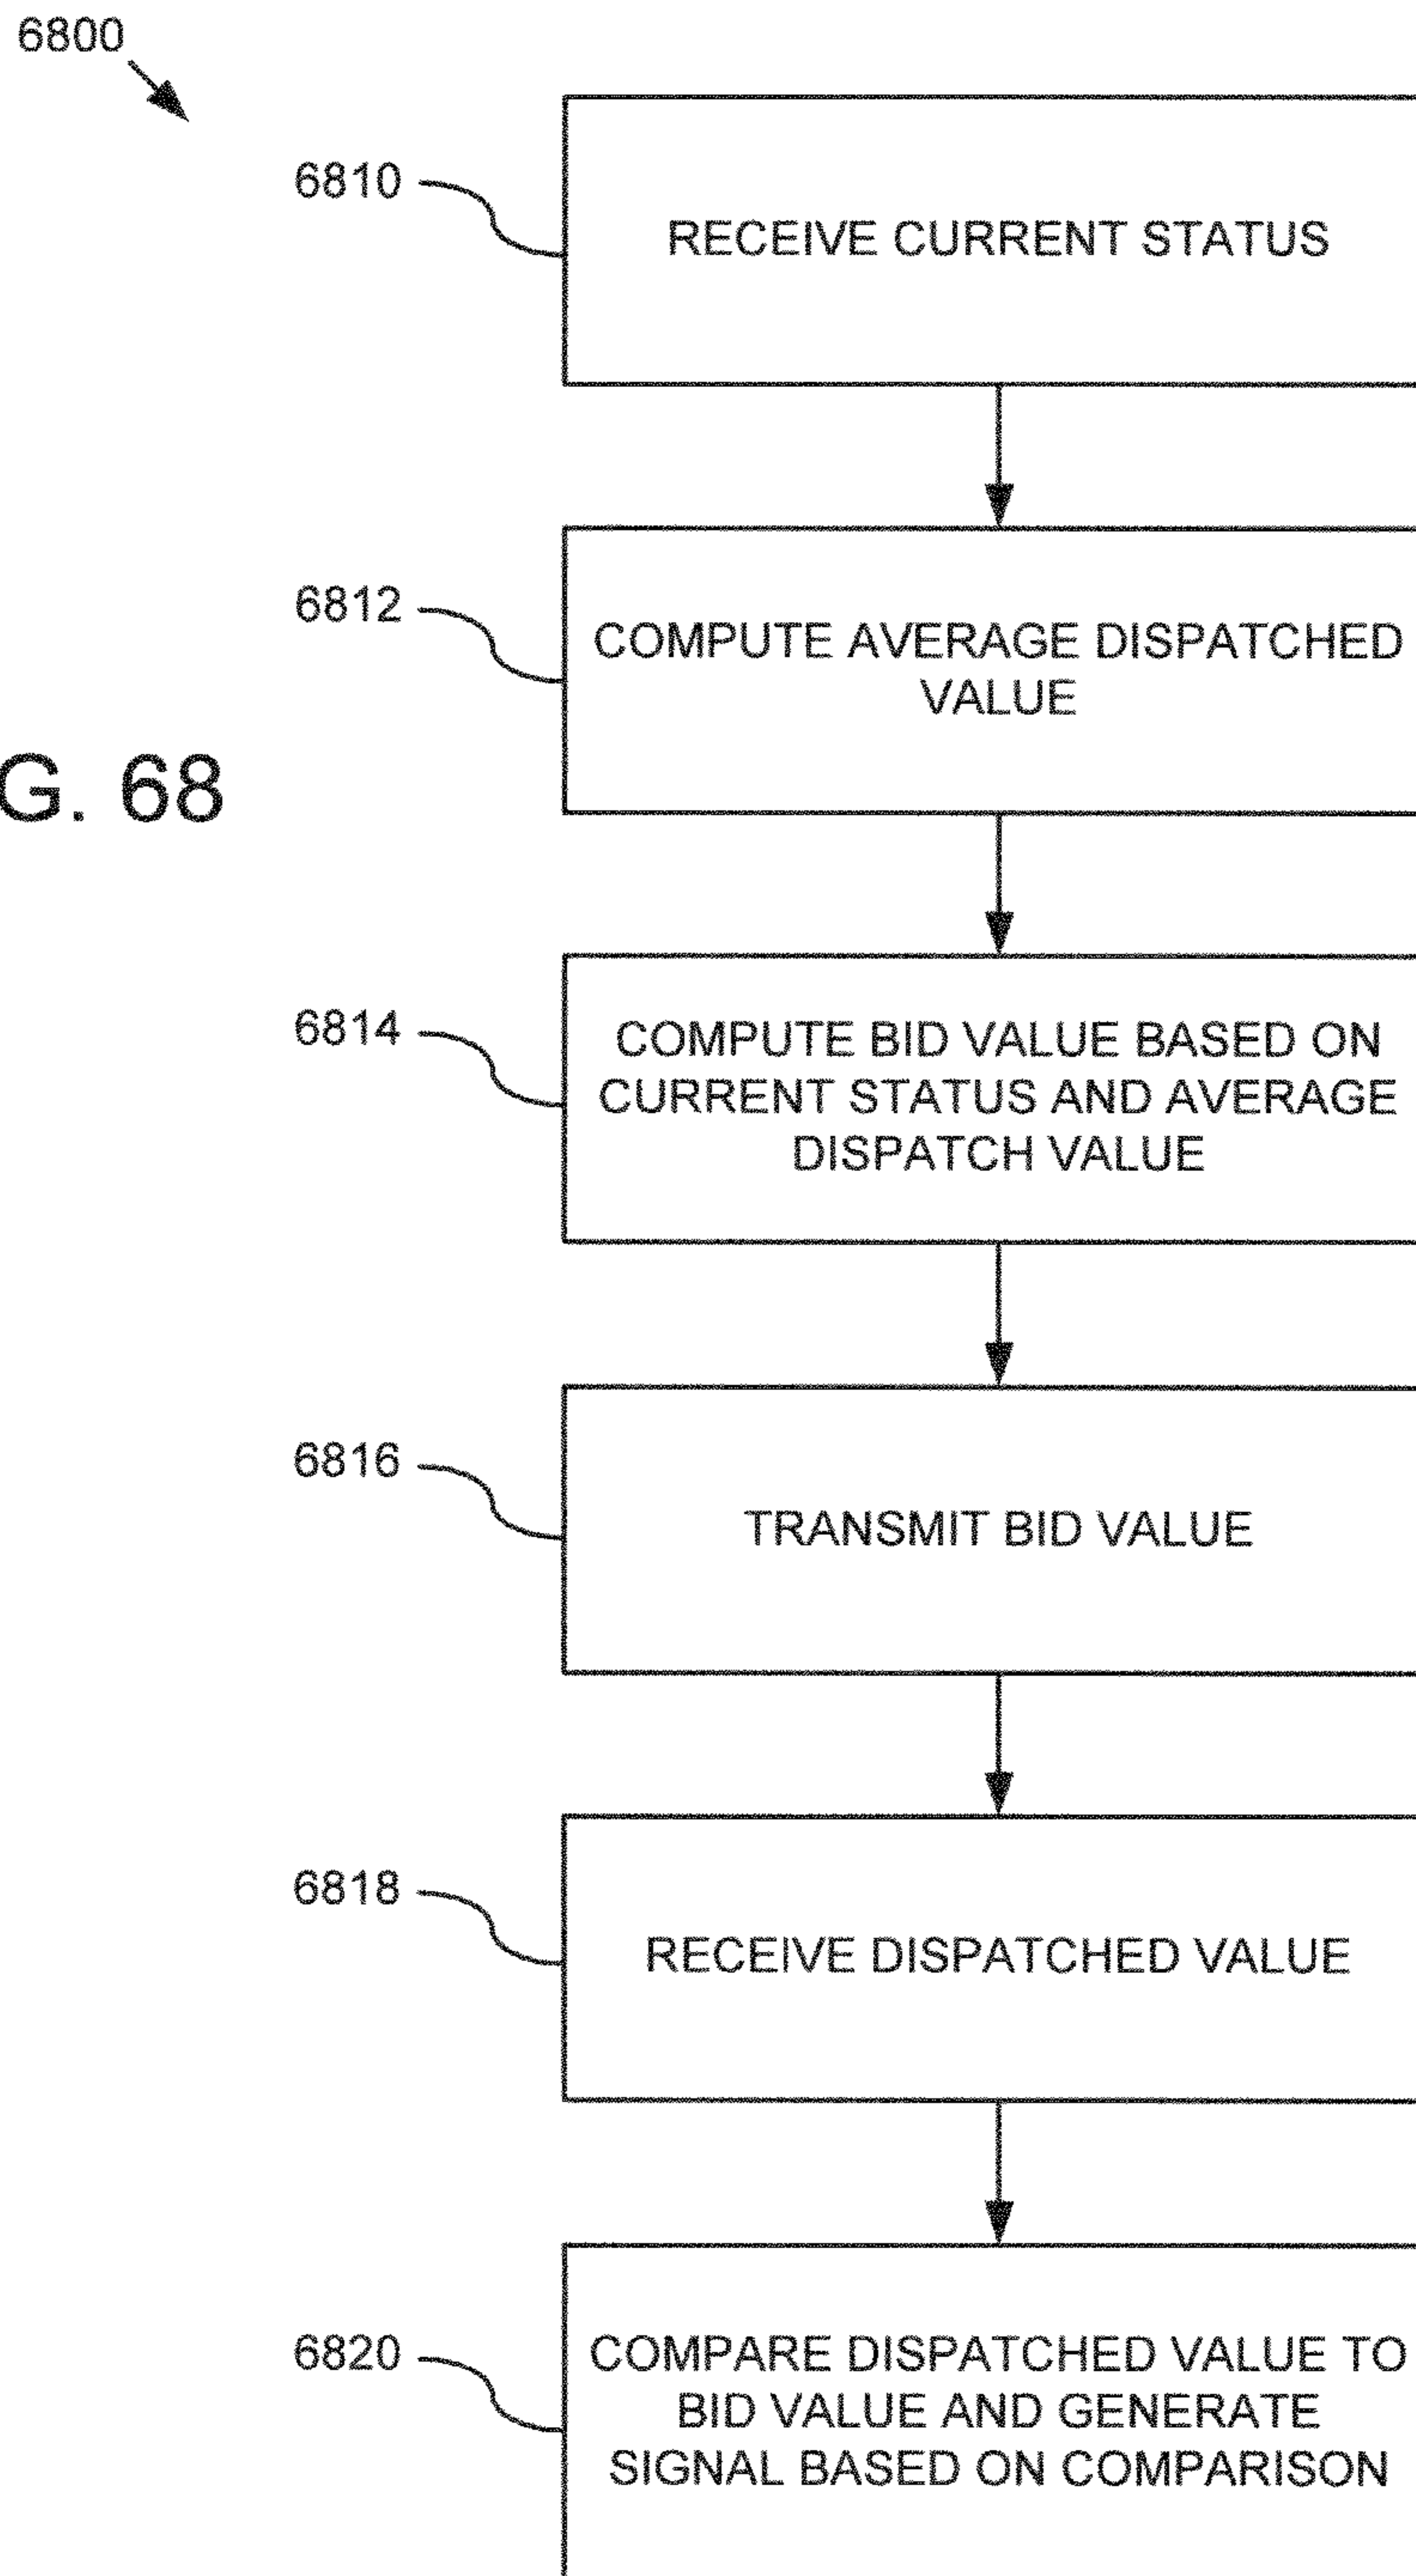 6800
6810
RECEIVE CURRENT STATUS
6812
COMPUTE AVERAGE DISPATCHED
VALUE
G. 68
6814
COMPUTE BID VALUE BASED ON
CURRENT STATUS AND AVERAGE
DISPATCH VALUE
6816
TRANSMIT BID VALUE
6818
RECEIVE DISPATCHED VALUE
6820
COMPARE DISPATCHED VALUE TO
BID VALUE AND GENERATE
SIGNAL BASED ON COMPARISON